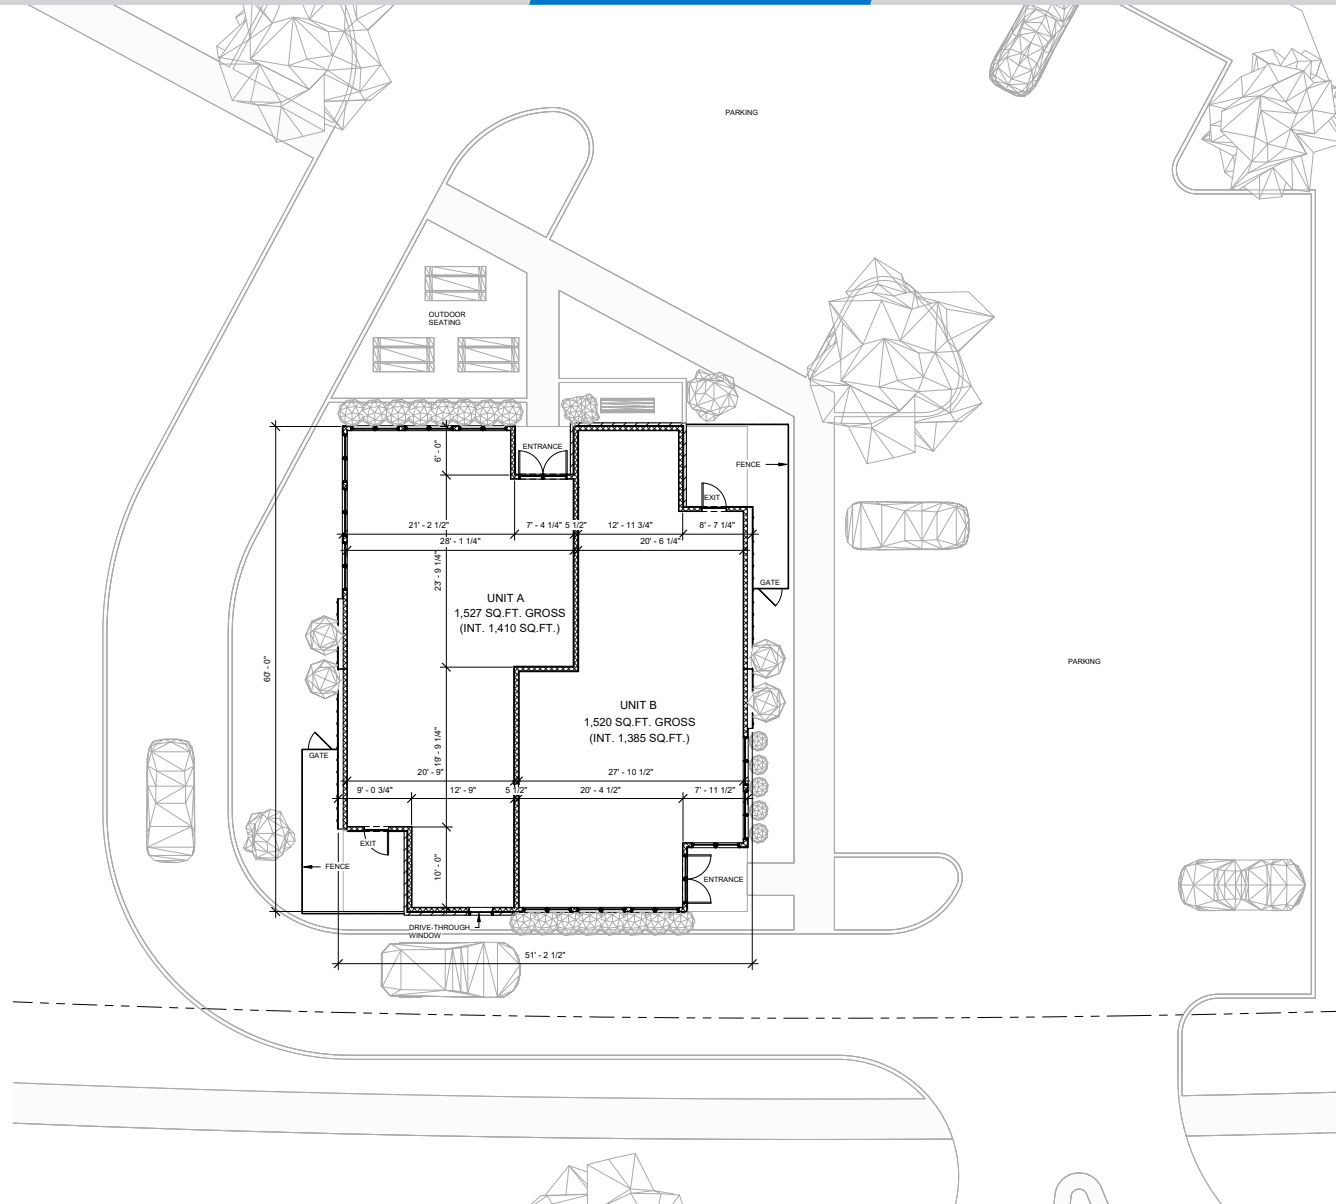 PARKING
OUTDOOR
SEATING
ENTRANCE
6' - 0"
FENCE
EXIT
21' - 2 1/2"
7' - 4 1/4"
5 1/2"
12' - 11 3/4"
8' - 7 1/4"
28' - 1 1/4"
20' - 6 1/4"
23' - 9 1/4"
GATE
UNIT A
1,527 SQ.FT. GROSS
(INT. 1,410 SQ.FT.)
60' - 0"
PARKING
UNIT B
1,520 SQ.FT. GROSS
(INT. 1,385 SQ.FT.)
19' - 9 1/4"
GATE
20' - 9"
27' - 10 1/2"
9' - 0 3/4"
12' - 9"
5 1/2"
20' - 4 1/2"
7' - 11 1/2"
EXIT
FENCE
10' - 0"
ENTRANCE
DRIVE-THROUGH
WINDOW
51' - 2 1/2"